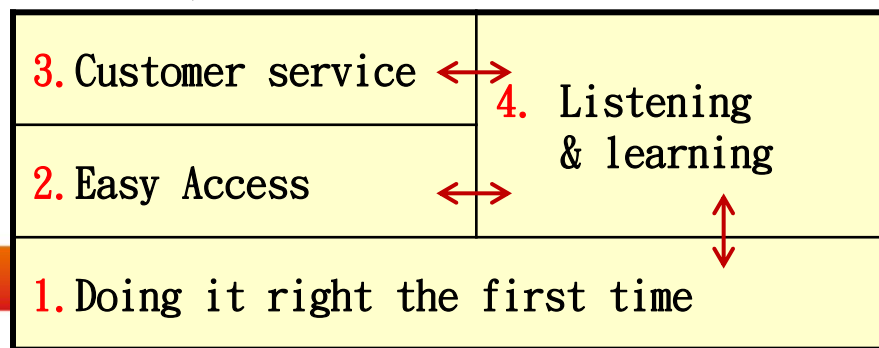 3.Customer service
4. Listening
& learning
2.Easy Access
1.Doing it right the first time